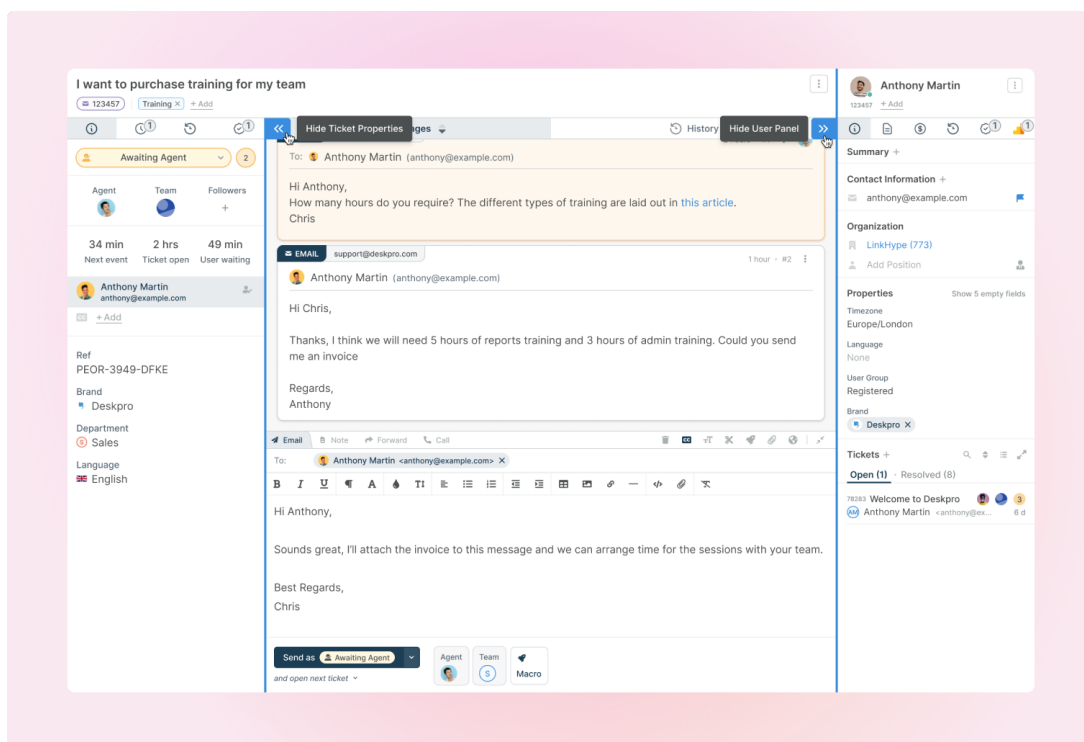 I want to purchase training for my team
123457 Training × + Add
1 1
Awaiting Agent 2
Agent Team Followers
34 min 2 hrs 49 min
Next event Ticket open User waiting
Anthony Martin
anthony@example.com
CC + Add
Ref
PEOR-3949-DFKE
Brand
Deskpro
Department
S Sales
Language
English
Hide Ticket Properties
History
Hide User Panel
To: Anthony Martin (anthony@example.com)
Hi Anthony,
How many hours do you require? The different types of training are laid out in this article.
Chris
EMAIL support@deskpro.com
1 hour · #2
Anthony Martin (anthony@example.com)
Hi Chris,
Thanks, I think we will need 5 hours of reports training and 3 hours of admin training. Could you send
me an invoice
Regards,
Anthony
Email Note Forward Call CC
To: Anthony Martin <anthony@example.com> ×
B I U ¶ A
Hi Anthony,
Sounds great, I'll attach the invoice to this message and we can arrange time for the sessions with your team.
Best Regards,
Chris
Send as Awaiting Agent
and open next ticket
Agent Team
S
Macro
Anthony Martin
123457 + Add
1 1
Summary +
Contact Information +
anthony@example.com
Organization
LinkHype (773)
Add Position
Properties Show 5 empty fields
Timezone
Europe/London
Language
None
User Group
Registered
Brand
Deskpro ×
Tickets +
Open (1) · Resolved (8)
78283 Welcome to Deskpro 3
AM Anthony Martin <anthony@ex... 6 d